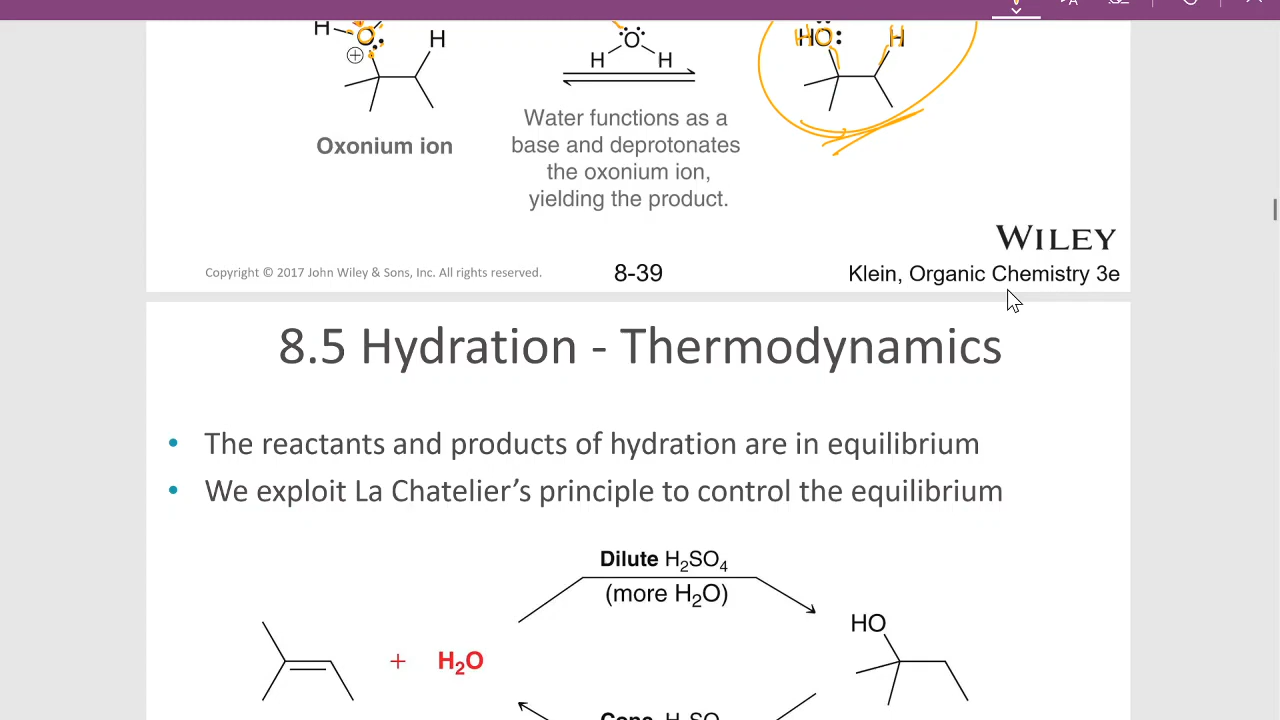 H
O
H
⊕
O
H
H
HO:
H
Water functions as a
base and deprotonates
the oxonium ion,
yielding the product.
Oxonium ion
WILEY
Copyright © 2017 John Wiley & Sons, Inc. All rights reserved.
8-39
Klein, Organic Chemistry 3e
8.5 Hydration - Thermodynamics
• The reactants and products of hydration are in equilibrium
• We exploit La Chatelier's principle to control the equilibrium
Dilute H₂SO₄
(more H₂O)
+ H₂O
HO